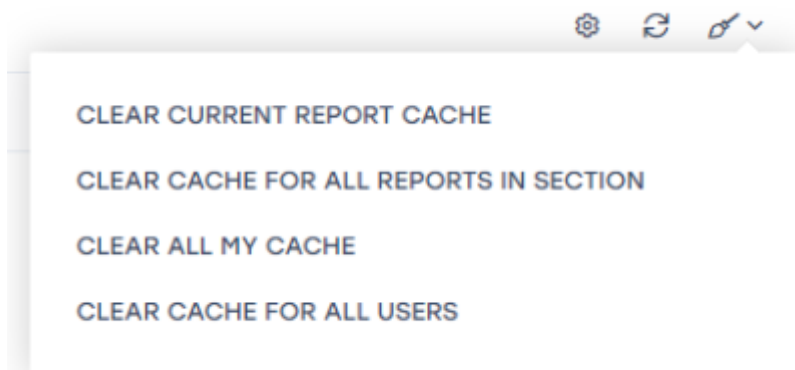 CLEAR CURRENT REPORT CACHE
CLEAR CACHE FOR ALL REPORTS IN SECTION
CLEAR ALL MY CACHE
CLEAR CACHE FOR ALL USERS